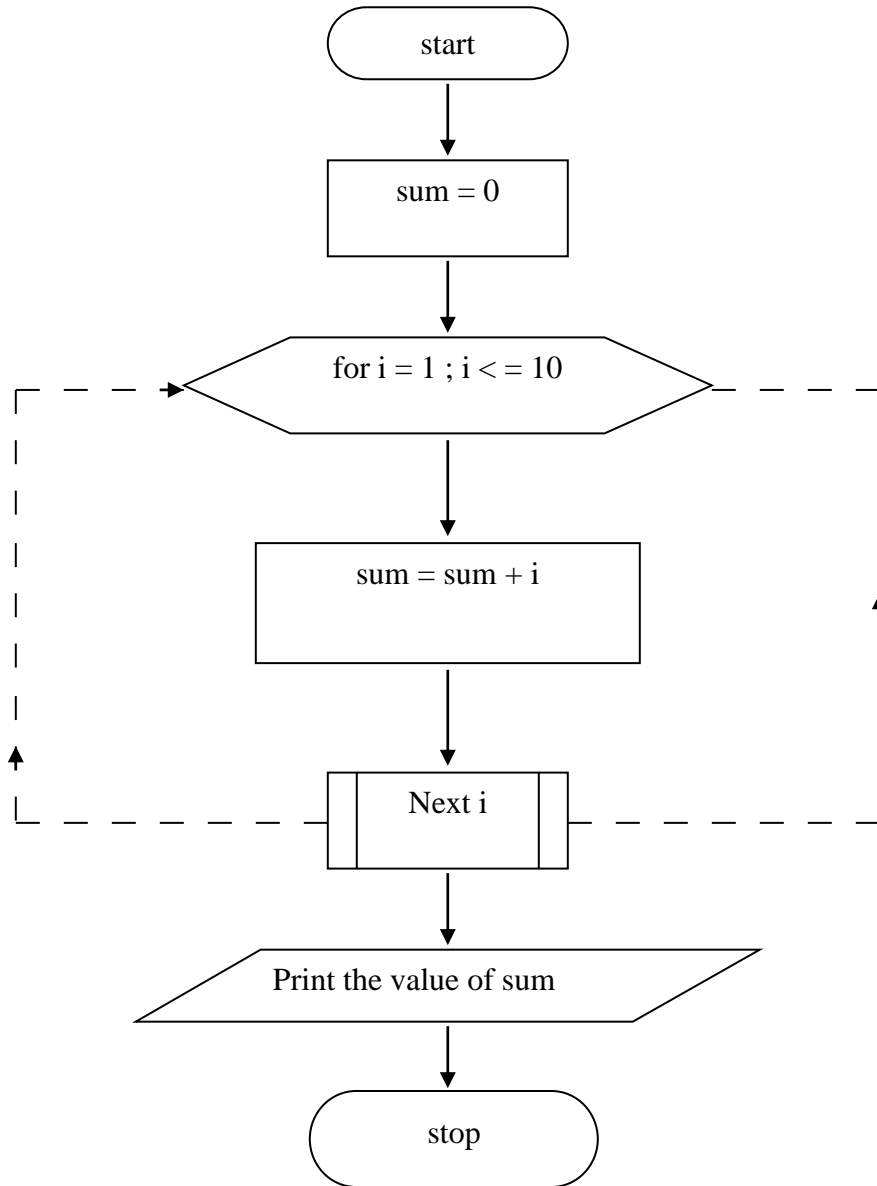 start
sum = 0
for i = 1 ; i < = 10
sum = sum + i
Next i
Print the value of sum
stop